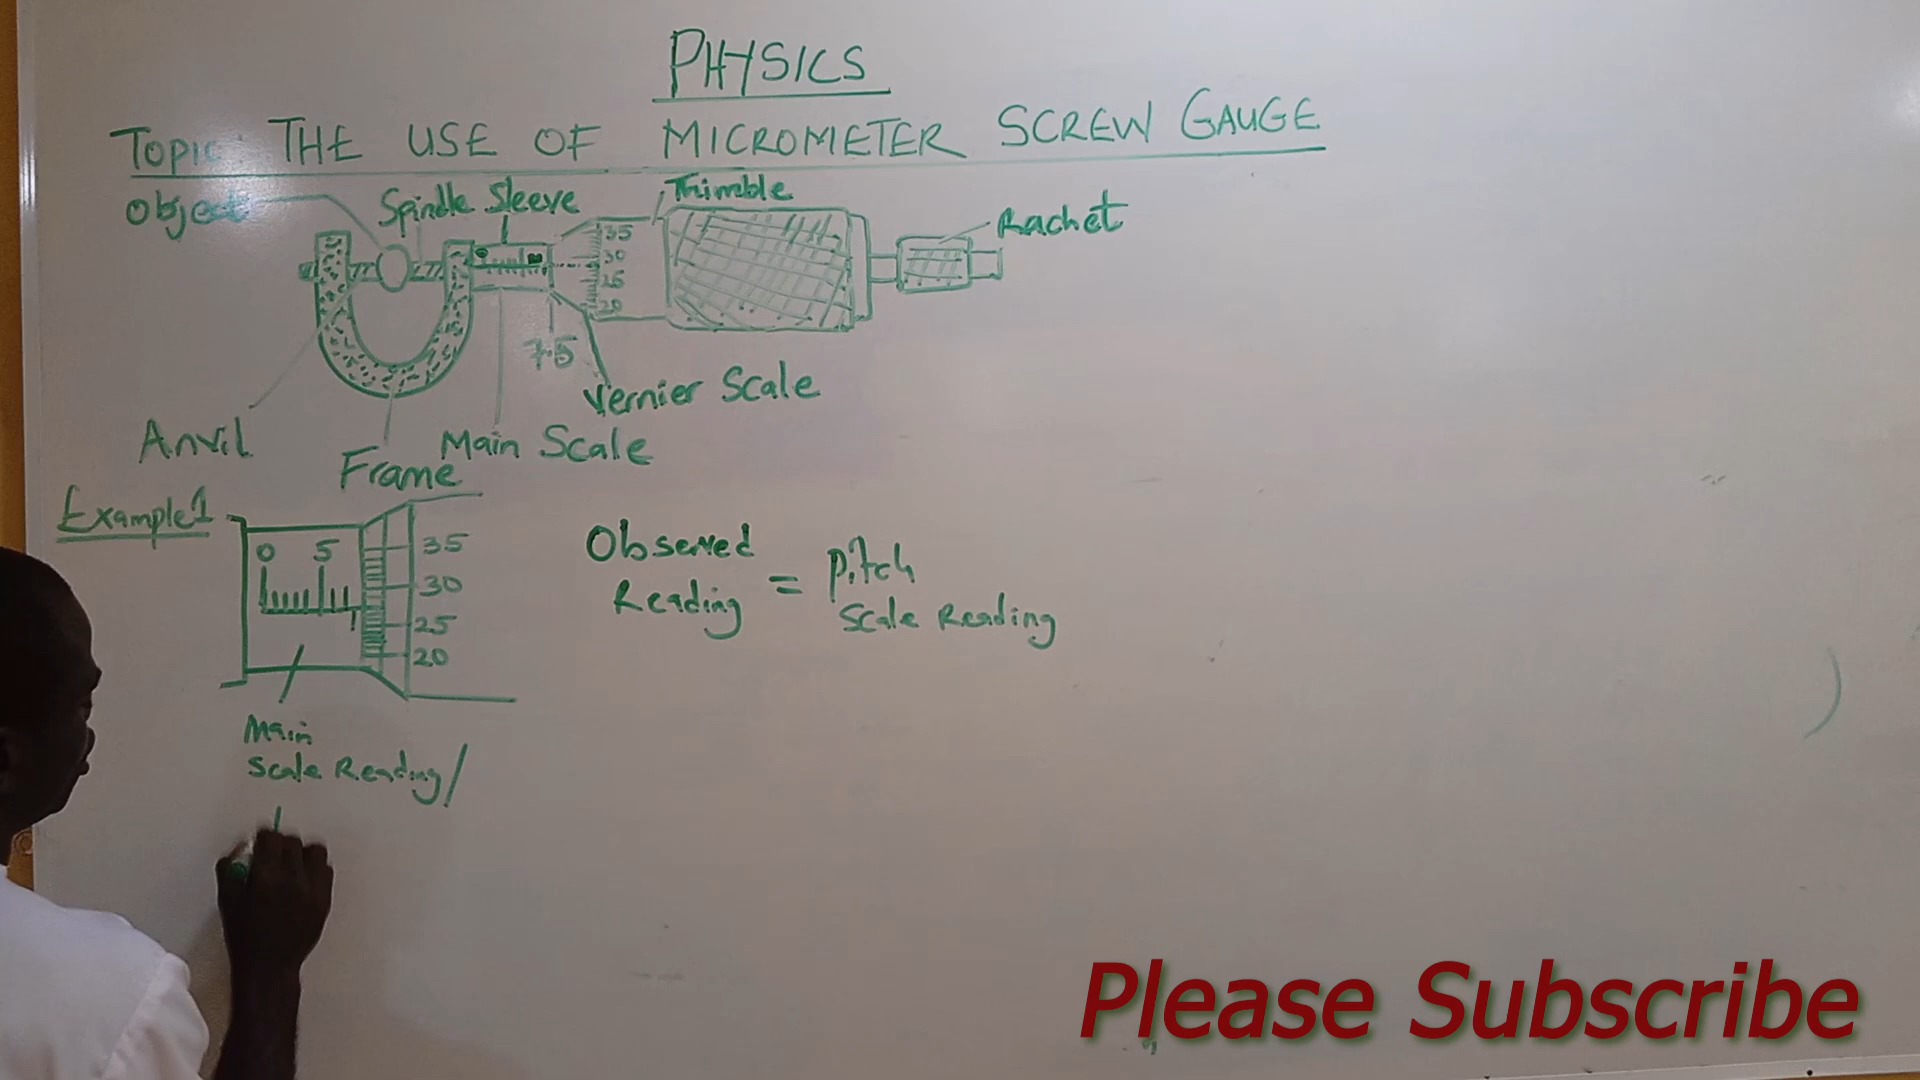 PHYSICS
Topic: THE USE OF MICROMETER SCREW GAUGE
Object
Spindle Sleeve
Thimble
Rachet
0
35
30
25
20
7.5
Vernier Scale
Anvil
Frame
Main Scale
Example 1
0 5
35
30
25
20
Observed
Reading = pitch
Scale Reading
Main
Scale Reading/
Please Subscribe